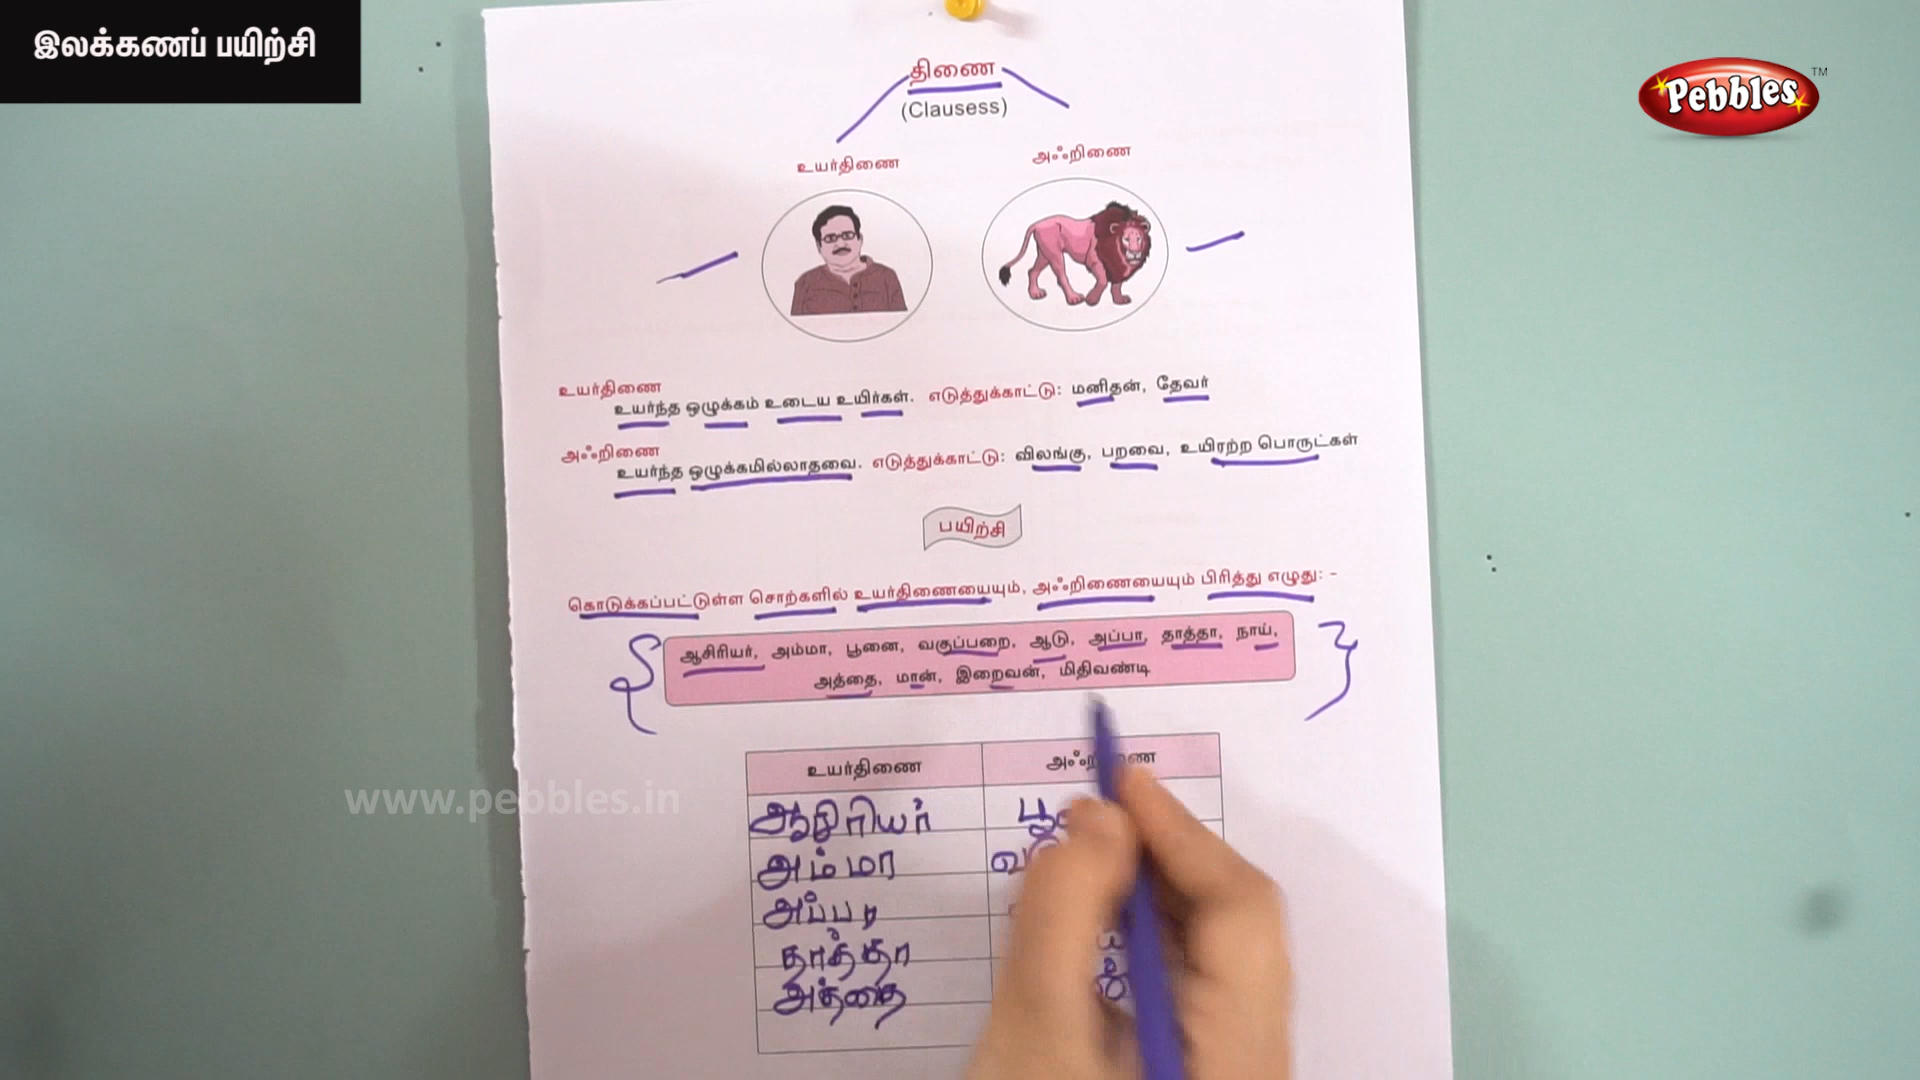 இலக்கணப் பயிற்சி
Pebbles TM
திணை
(Clausess)
உயர்திணை அஃறிணை
உயர்திணை
உயர்ந்த ஒழுக்கம் உடைய உயிர்கள். எடுத்துக்காட்டு: மனிதன், தேவர்
அஃறிணை
உயர்ந்த ஒழுக்கமில்லாதவை. எடுத்துக்காட்டு: விலங்கு, பறவை, உயிரற்ற பொருட்கள்
பயிற்சி
கொடுக்கப்பட்டுள்ள சொற்களில் உயர்திணையையும், அஃறிணையையும் பிரித்து எழுது: -
ஆசிரியர், அம்மா, பூனை, வகுப்பறை, ஆடு, அப்பா, தாத்தா, நாய்,
அத்தை, மான், இறைவன், மிதிவண்டி
உயர்திணை
www.pebbles.in
ஆசிரியர்
அம்மா
அப்பா
தாத்தா
அத்தை